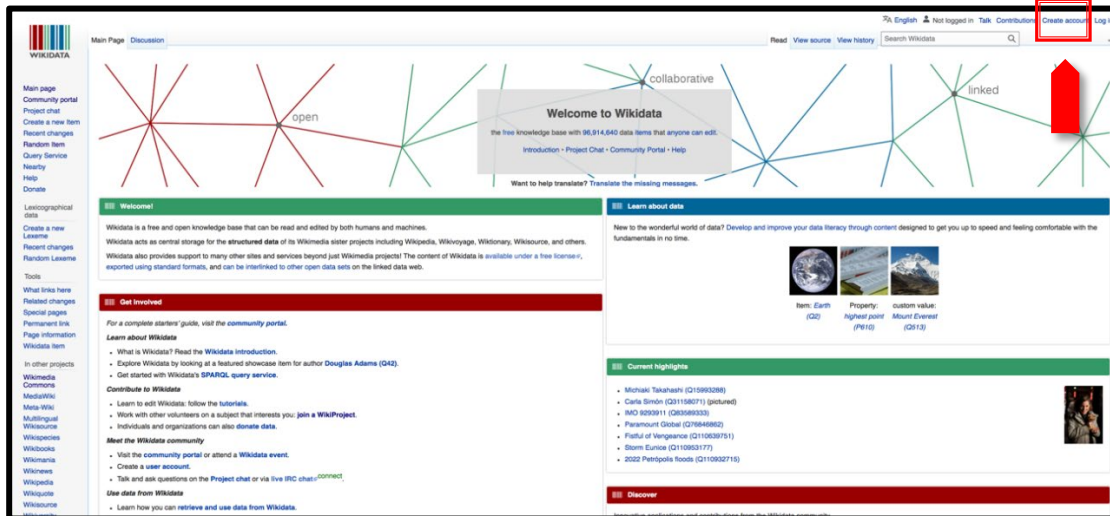 English Not logged in Talk Contributions Create account Log i
WIKIDATA
Main Page Discussion
Read View source View history Search Wikidata
Main page
Community portal
Project chat
Create a new Item
Recent changes
Random Item
Query Service
Nearby
Help
Donate
Lexicographical
data
Create a new
Lexeme
Recent changes
Random Lexeme
Tools
What links here
Related changes
Special pages
Permanent link
Page information
Wikidata item
In other projects
Wikimedia
Commons
MediaWiki
Meta-Wiki
Multilingual
Wikisource
Wikispecies
Wikibooks
Wikimania
Wikinews
Wikipedia
Wikiquote
Wikisource
open
collaborative
linked
Welcome to Wikidata
the free knowledge base with 96,914,640 data items that anyone can edit.
Introduction • Project Chat • Community Portal • Help
Want to help translate? Translate the missing messages.
Welcome!
Wikidata is a free and open knowledge base that can be read and edited by both humans and machines.
Wikidata acts as central storage for the structured data of its Wikimedia sister projects including Wikipedia, Wikivoyage, Wiktionary, Wikisource, and others.
Wikidata also provides support to many other sites and services beyond just Wikimedia projects! The content of Wikidata is available under a free license,
exported using standard formats, and can be interlinked to other open data sets on the linked data web.
Get involved
For a complete starters' guide, visit the community portal.
Learn about Wikidata
• What is Wikidata? Read the Wikidata introduction.
• Explore Wikidata by looking at a featured showcase item for author Douglas Adams (Q42).
• Get started with Wikidata's SPARQL query service.
Contribute to Wikidata
• Learn to edit Wikidata: follow the tutorials.
• Work with other volunteers on a subject that interests you: join a WikiProject.
• Individuals and organizations can also donate data.
Meet the Wikidata community
• Visit the community portal or attend a Wikidata event.
• Create a user account.
• Talk and ask questions on the Project chat or via live IRC chat connect.
Use data from Wikidata
• Learn how you can retrieve and use data from Wikidata.
Learn about data
New to the wonderful world of data? Develop and improve your data literacy through content designed to get you up to speed and feeling comfortable with the
fundamentals in no time.
Item: Earth
(Q2)
Property:
highest point
(P610)
custom value:
Mount Everest
(Q513)
Current highlights
• Michiaki Takahashi (Q15993288)
• Carla Simón (Q31158071) (pictured)
• IMO 9293911 (Q83589333)
• Paramount Global (Q76846862)
• Fistful of Vengeance (Q110639751)
• Storm Eunice (Q110953177)
• 2022 Petrópolis floods (Q110932715)
Discover